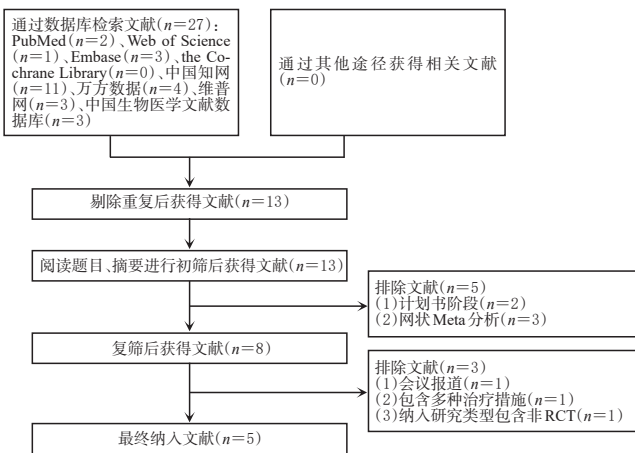 通过数据库检索文献(n=27):
PubMed(n=2)、Web of Science
(n=1)、Embase(n=3)、the Co-
chrane Library(n=0)、中国知网
(n=11)、万方数据(n=4)、维普
网(n=3)、中国生物医学文献数
据库(n=3)
通过其他途径获得相关文献
(n=0)
剔除重复后获得文献(n=13)
阅读题目、摘要进行初筛后获得文献(n=13)
排除文献(n=5)
(1)计划书阶段(n=2)
(2)网状Meta分析(n=3)
复筛后获得文献(n=8)
排除文献(n=3)
(1)会议报道(n=1)
(2)包含多种治疗措施(n=1)
(3)纳入研究类型包含非RCT(n=1)
最终纳入文献(n=5)